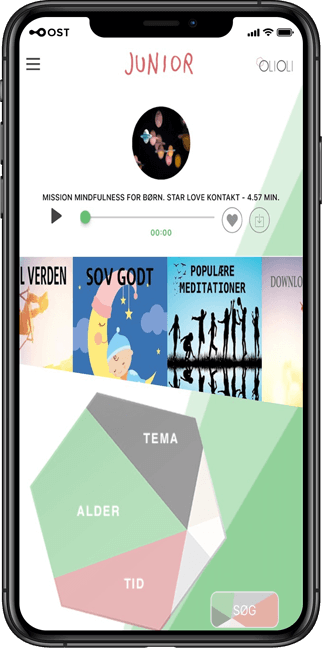 OST
JUNIOR
OLIOLI
MISSION MINDFULNESS FOR BØRN. STAR LOVE KONTAKT - 4.57 MIN.
00:00
L VERDEN
SOV GODT
POPULÆRE
MEDITATIONER
DOWNLO
TEMA
ALDER
TID
SØG